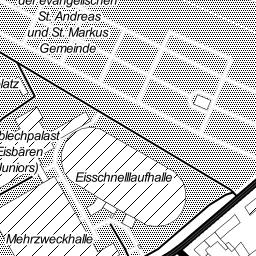 der evangelischen
St. Andreas
und St. Markus
Gemeinde
latz
blechpalast
Eisbären –
Juniors)
Eisschnelllaufhalle
Mehrzweckhalle